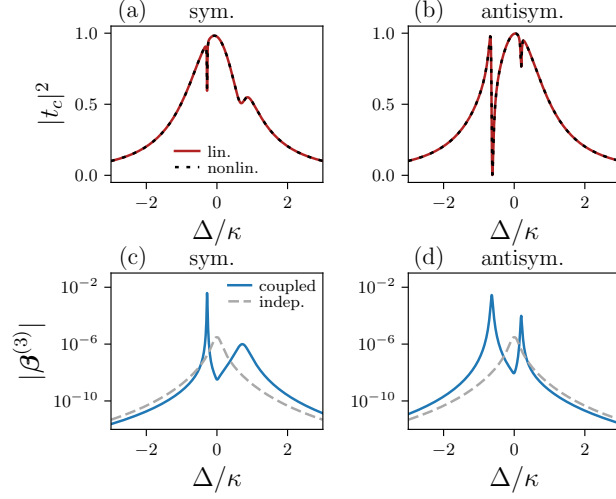 (a) sym.
(b) antisym.
|t_c|^2
1.0
0.5
0.0
lin.
nonlin.
−2 0 2
Δ/κ
1.0
0.5
0.0
−2 0 2
Δ/κ
(c) sym.
(d) antisym.
|β^{(3)}|
10^{−2}
10^{−6}
10^{−10}
coupled
indep.
−2 0 2
Δ/κ
10^{−2}
10^{−6}
10^{−10}
−2 0 2
Δ/κ